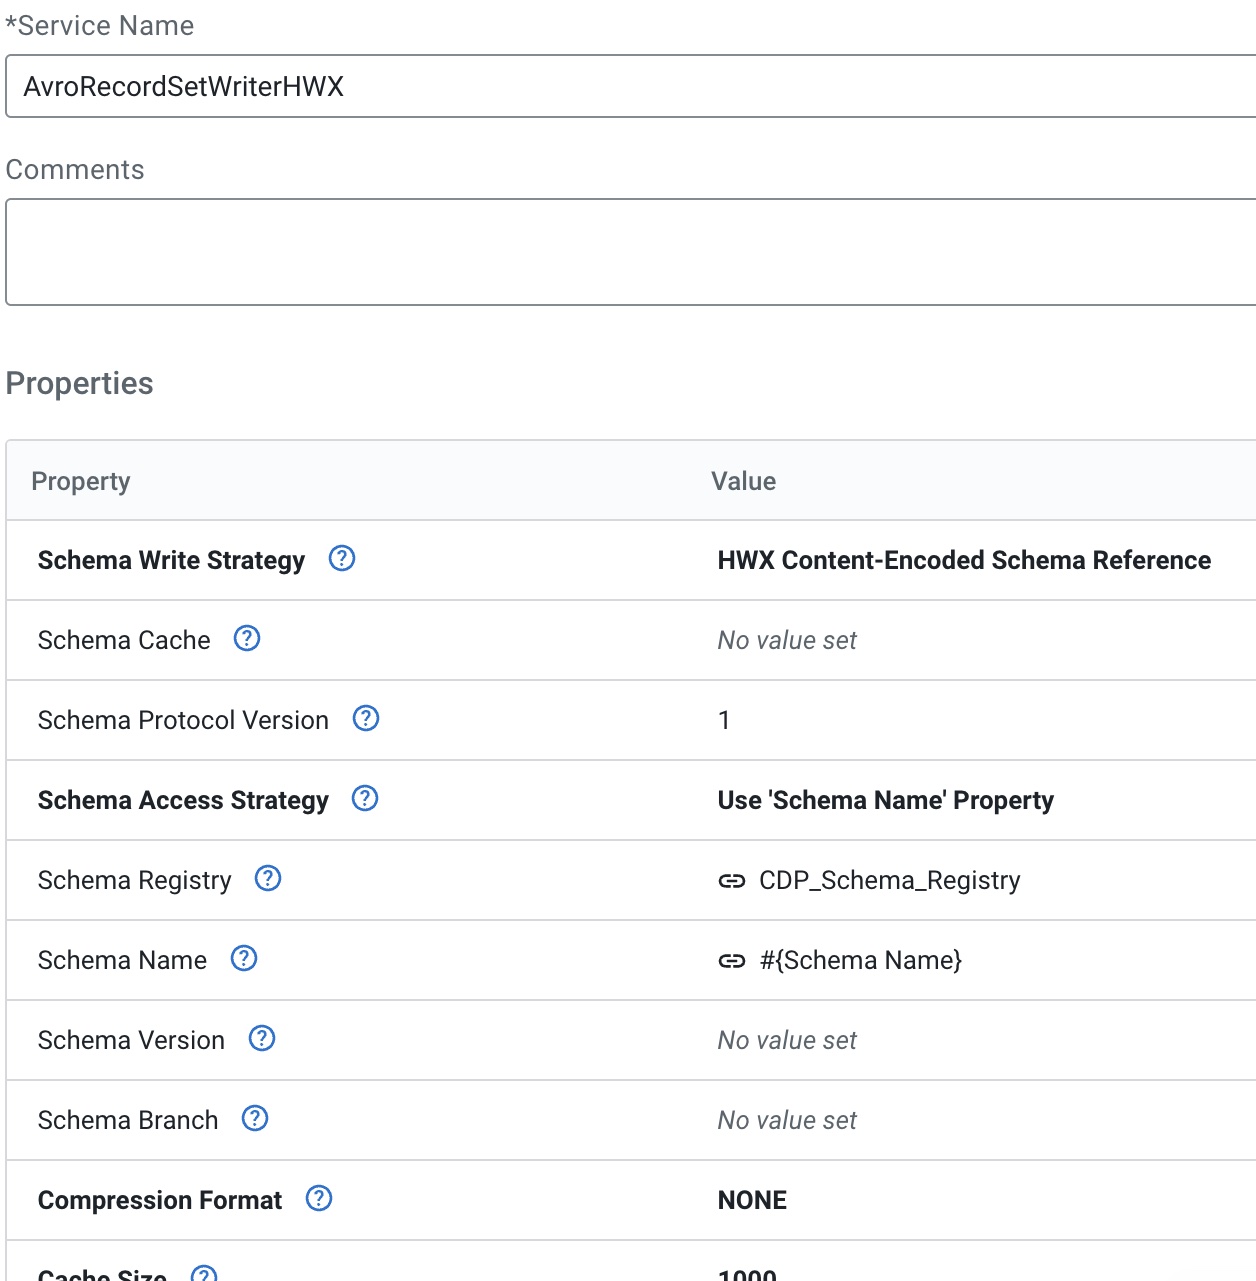 *Service Name
AvroRecordSetWriterHWX
Comments
Properties
Property Value
Schema Write Strategy HWX Content-Encoded Schema Reference
Schema Cache No value set
Schema Protocol Version 1
Schema Access Strategy Use 'Schema Name' Property
Schema Registry CDP_Schema_Registry
Schema Name #{Schema Name}
Schema Version No value set
Schema Branch No value set
Compression Format NONE
Cache Size 1000